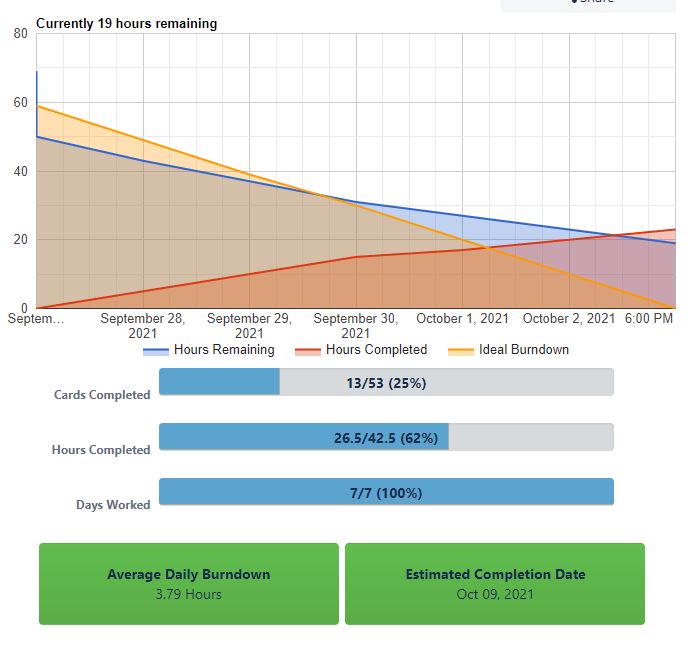 Share
Currently 19 hours remaining
80
60
40
20
0
Septem…
September 28,
2021
September 29,
2021
September 30,
2021
October 1, 2021
October 2, 2021
6:00 PM
Hours Remaining
Hours Completed
Ideal Burndown
Cards Completed
13/53 (25%)
Hours Completed
26.5/42.5 (62%)
Days Worked
7/7 (100%)
Average Daily Burndown
3.79 Hours
Estimated Completion Date
Oct 09, 2021